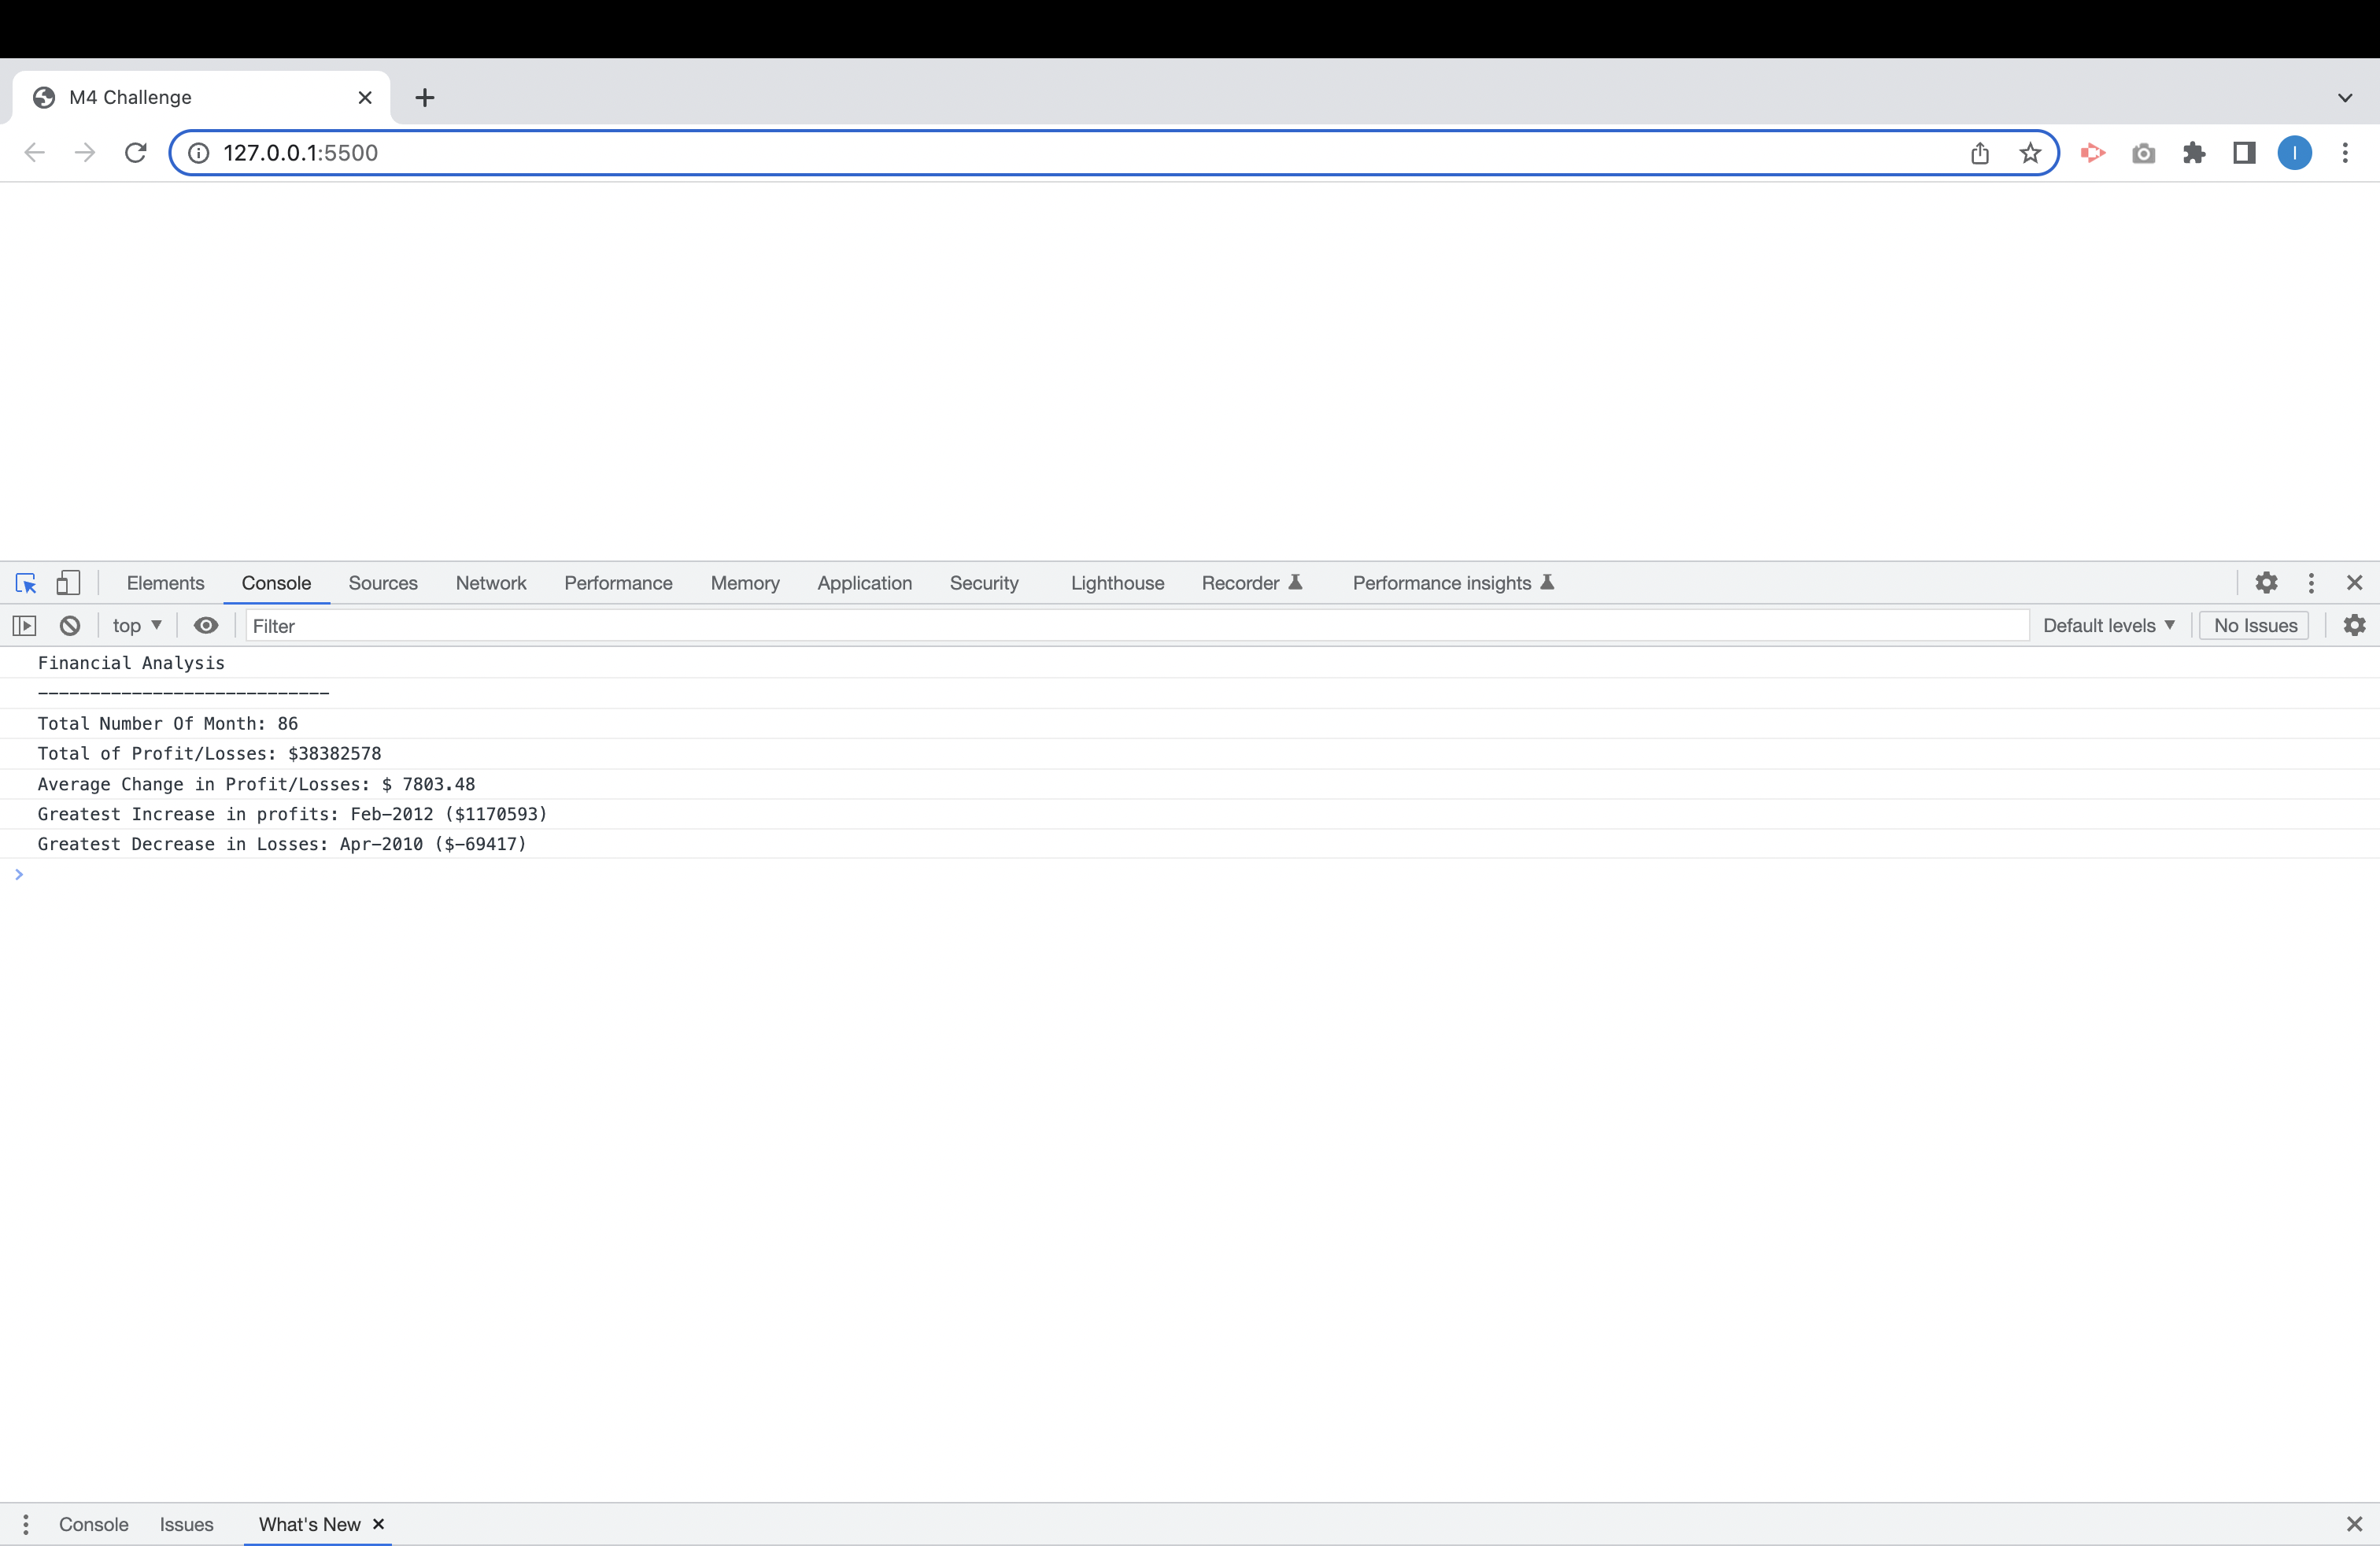 M4 Challenge
127.0.0.1:5500
I
Elements Console Sources Network Performance Memory Application Security Lighthouse Recorder Performance insights
top Filter Default levels No Issues
Financial Analysis
----------------------------
Total Number Of Month: 86
Total of Profit/Losses: $38382578
Average Change in Profit/Losses: $ 7803.48
Greatest Increase in profits: Feb-2012 ($1170593)
Greatest Decrease in Losses: Apr-2010 ($-69417)
Console Issues What's New